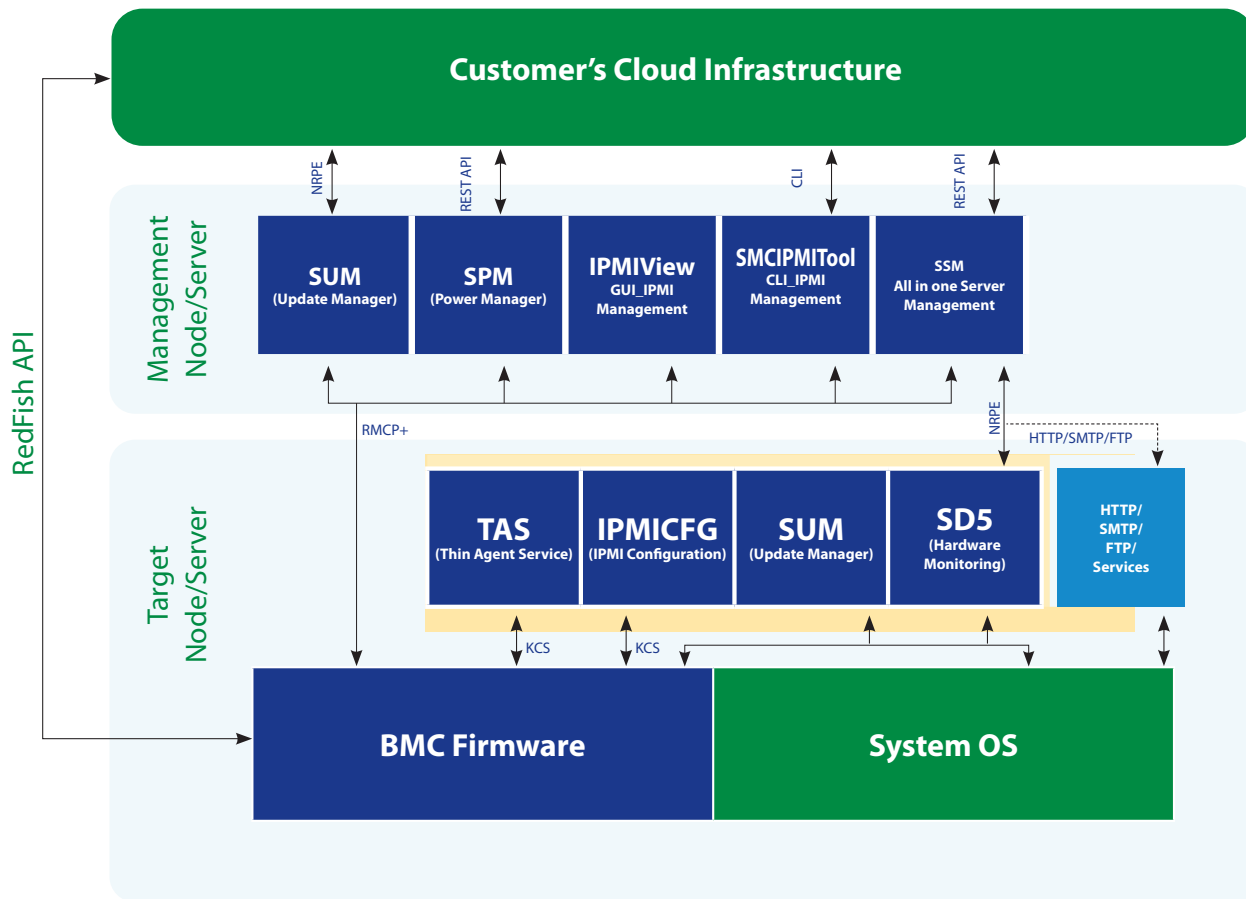 Customer's Cloud Infrastructure
NRPE
REST API
CLI
REST API
RedFish API
Management
Node/Server
SUM
(Update Manager)
SPM
(Power Manager)
IPMIView
GUI_IPMI
Management
SMCIPMITool
CLI_IPMI
Management
SSM
All in one Server
Management
RMCP+
NRPE
HTTP/SMTP/FTP
Target
Node/Server
TAS
(Thin Agent Service)
IPMICFG
(IPMI Configuration)
SUM
(Update Manager)
SD5
(Hardware
Monitoring)
HTTP/
SMTP/
FTP/
Services
KCS
KCS
BMC Firmware
System OS